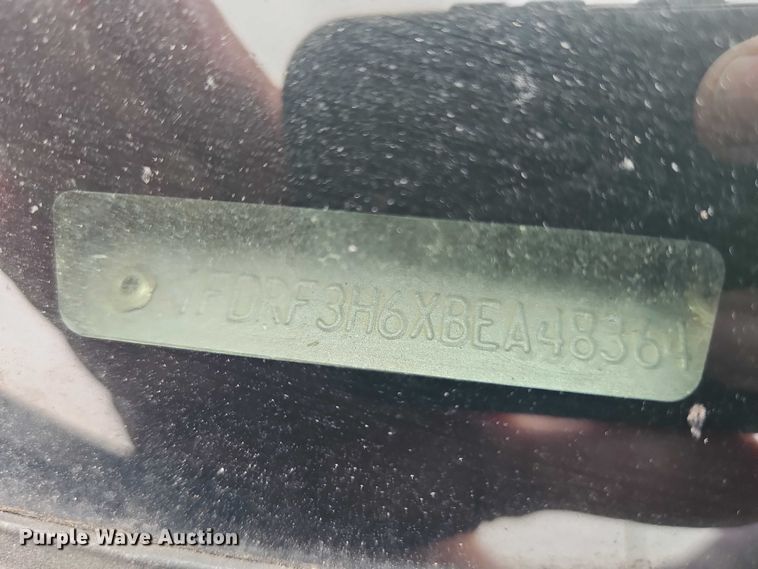 1FDRF3H6XBEA48364
Purple Wave Auction®